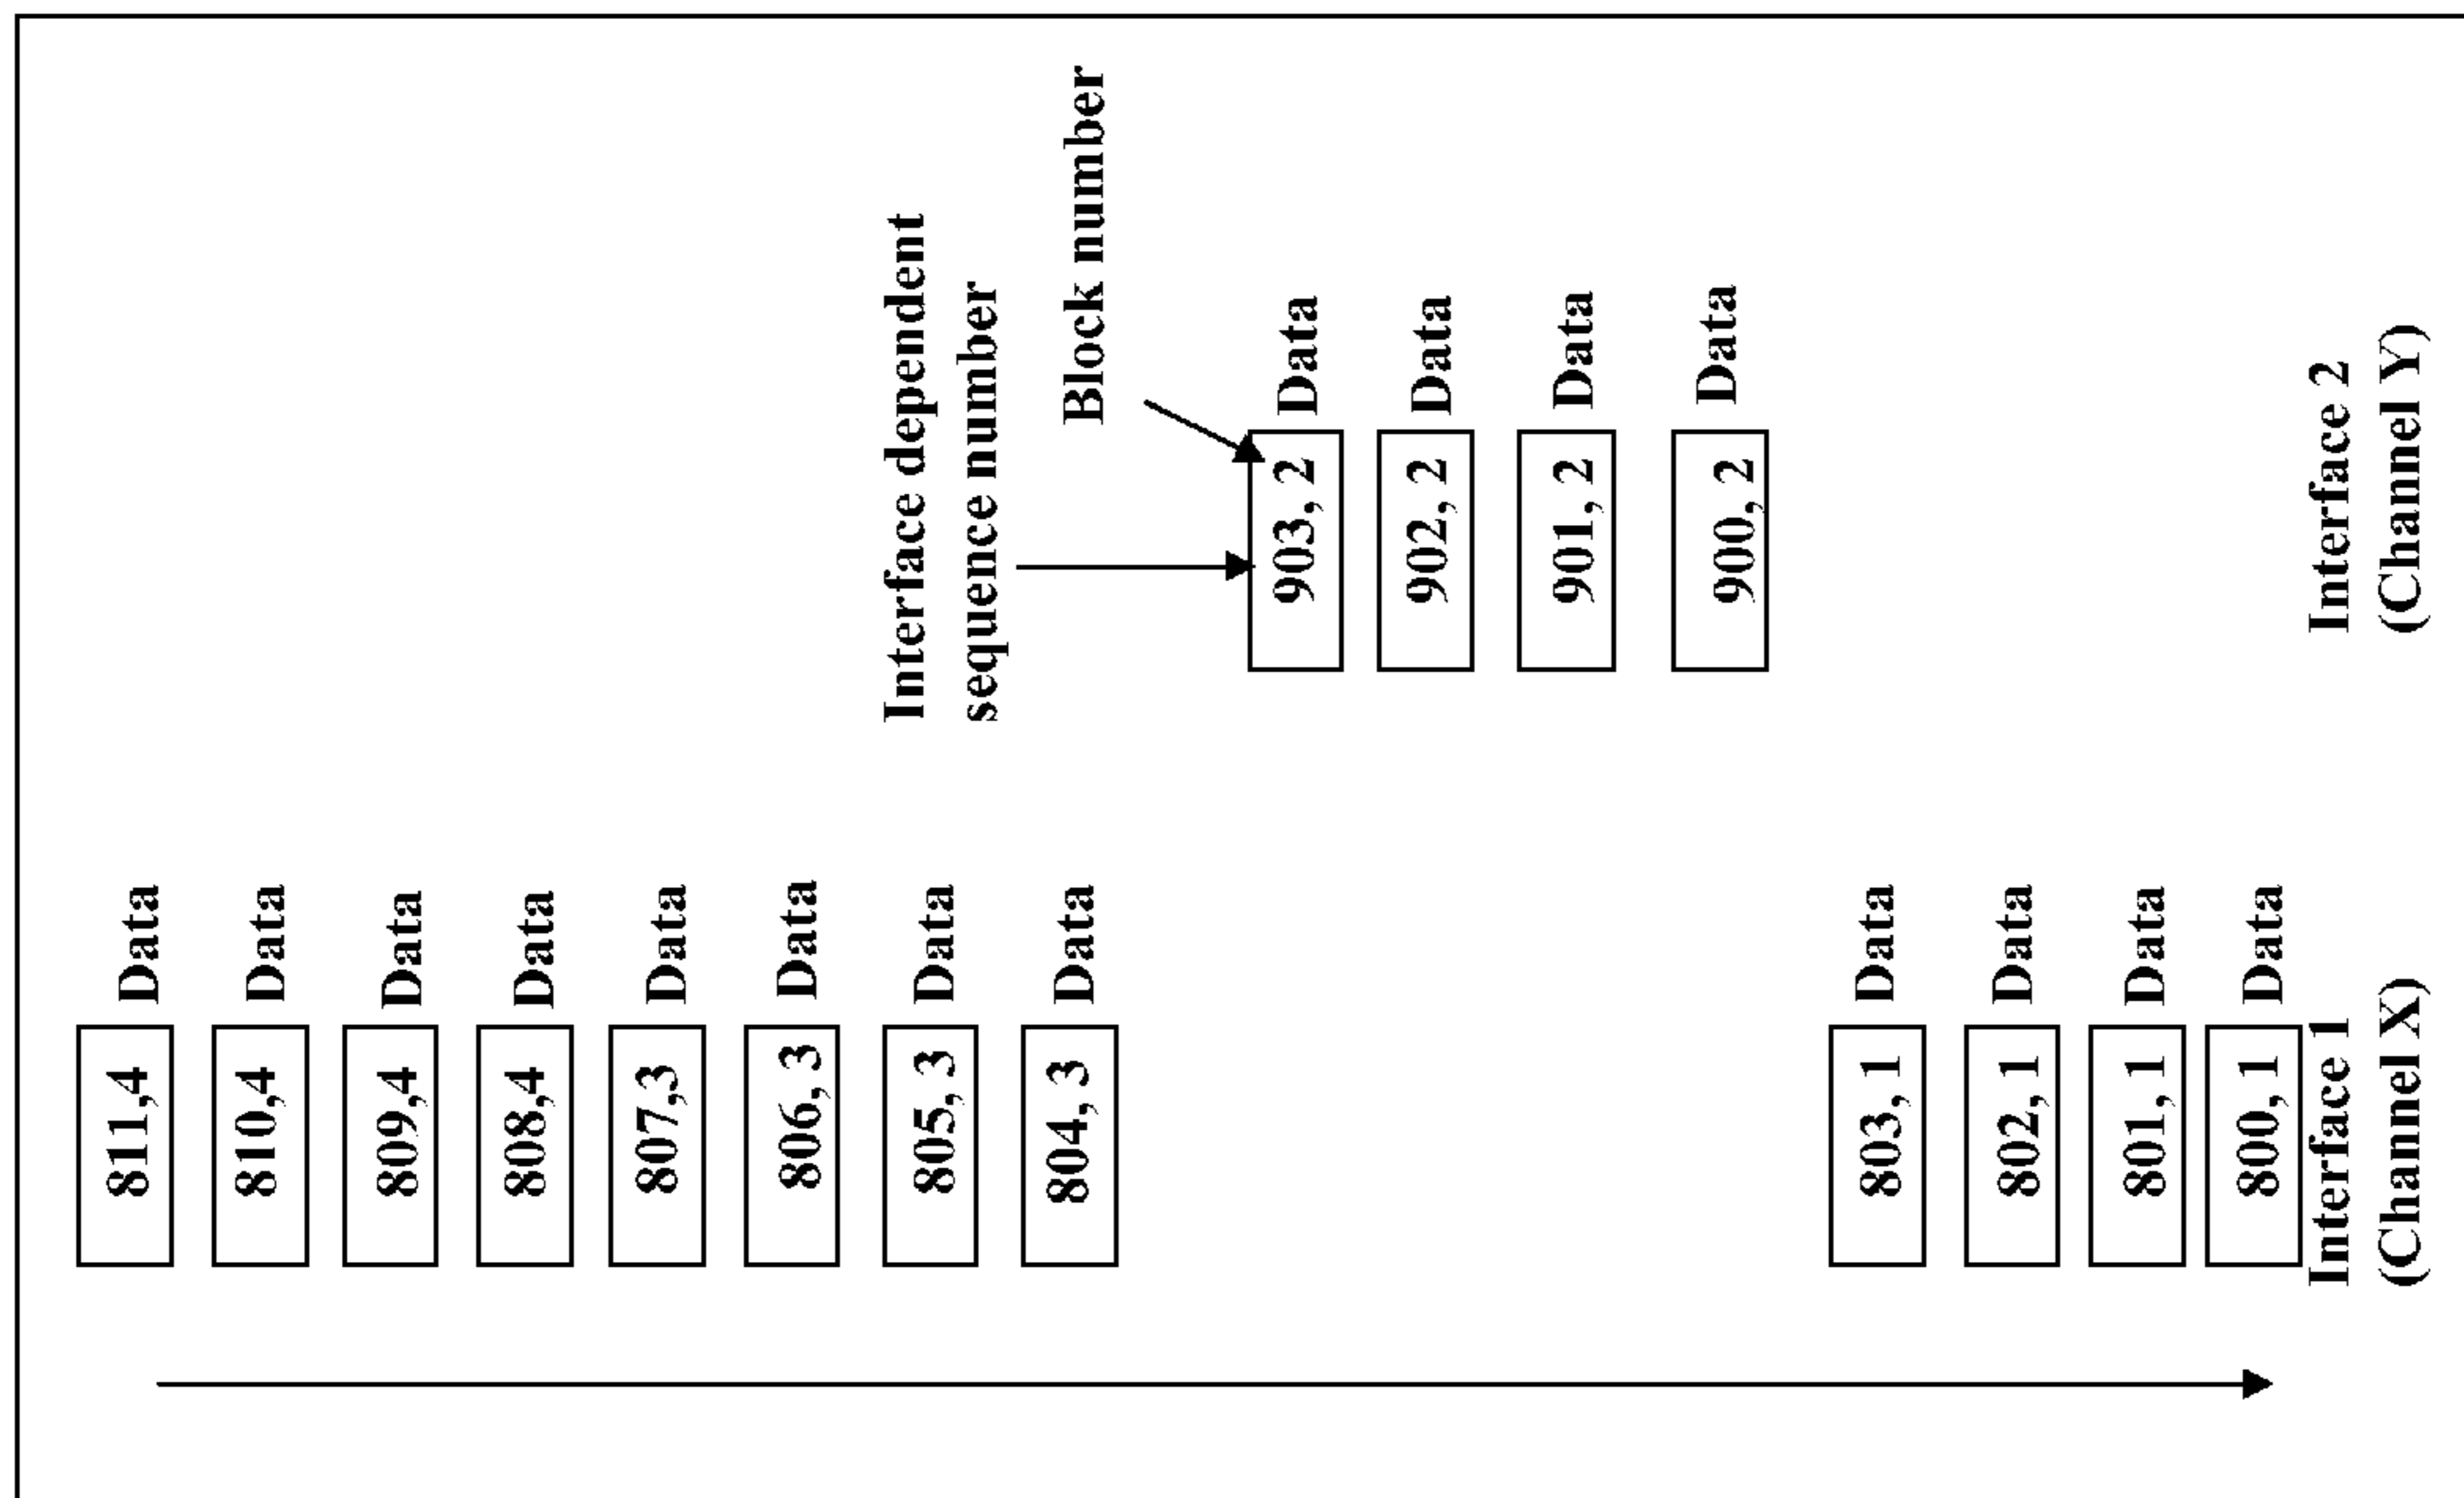 811,4 Data
810,4 Data
809,4 Data
808,4 Data
807,3 Data
806, 3 Data
805, 3 Data
804, 3 Data
803, 1 Data
802, 1 Data
801, 1 Data
800, 1 Data
Interface 1
(Channel X)
Interface dependent
sequence number
Block number
903, 2 Data
902, 2 Data
901, 2 Data
900, 2 Data
Interface 2
(Channel Y)